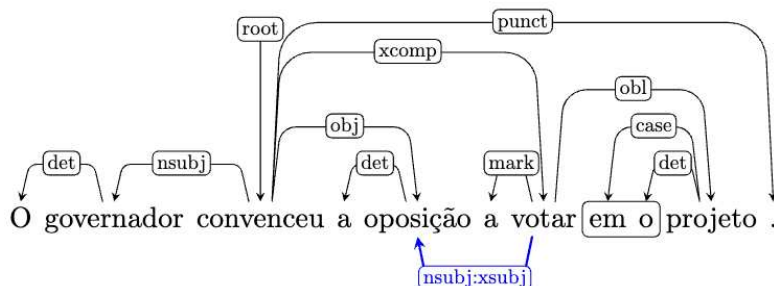 punct
root
xcomp
obl
obj
case
det
nsubj
det
mark
det
O governador convenceu a oposição a votar em o projeto .
nsubj:xsubj